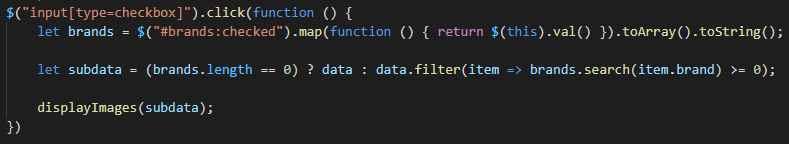 $("input[type=checkbox]").click(function () {
let brands = $("#brands:checked").map(function () { return $(this).val() }).toArray().toString();
let subdata = (brands.length == 0) ? data : data.filter(item => brands.search(item.brand) >= 0);
displayImages(subdata);
})